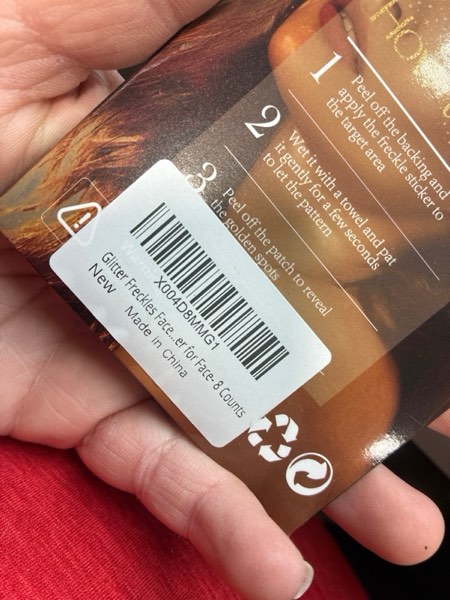 1
Peel off the backing and
apply the freckle sticker to
the target area
2
Wet it with a towel and pat
it gently for a few seconds
to let the pattern
3
Peel off the patch to reveal
the golden spots
X004D8MMG1
Glitter Freckles Face...er for Face- 8 Counts
New
Made in China